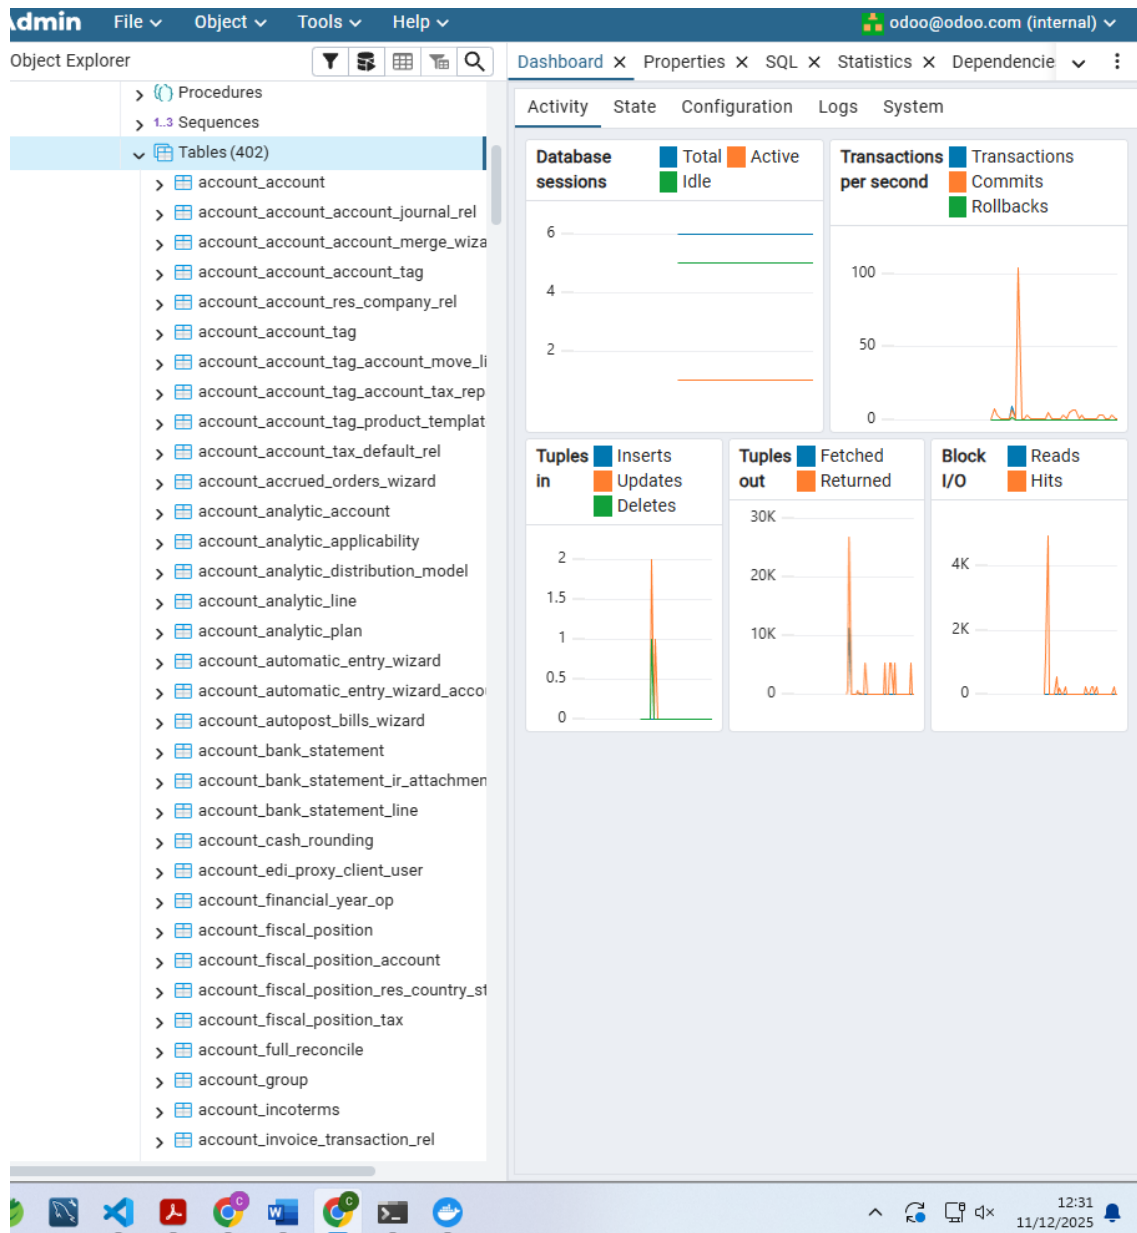 Admin File Object Tools Help odoo@odoo.com (internal)
Object Explorer
Dashboard Properties SQL Statistics Dependencie
Procedures
1..3 Sequences
Tables (402)
account_account
account_account_account_journal_rel
account_account_account_merge_wiza
account_account_account_tag
account_account_res_company_rel
account_account_tag
account_account_tag_account_move_li
account_account_tag_account_tax_rep
account_account_tag_product_templat
account_account_tax_default_rel
account_accrued_orders_wizard
account_analytic_account
account_analytic_applicability
account_analytic_distribution_model
account_analytic_line
account_analytic_plan
account_automatic_entry_wizard
account_automatic_entry_wizard_acco
account_autopost_bills_wizard
account_bank_statement
account_bank_statement_ir_attachmen
account_bank_statement_line
account_cash_rounding
account_edi_proxy_client_user
account_financial_year_op
account_fiscal_position
account_fiscal_position_account
account_fiscal_position_res_country_st
account_fiscal_position_tax
account_full_reconcile
account_group
account_incoterms
account_invoice_transaction_rel
Activity State Configuration Logs System
Database sessions
Total Active
Idle
6
4
2
Transactions per second
Transactions
Commits
Rollbacks
100
50
0
Tuples in
Inserts
Updates
Deletes
2
1.5
1
0.5
0
Tuples out
Fetched
Returned
30K
20K
10K
0
Block I/O
Reads
Hits
4K
2K
0
C
W
C
12:31
11/12/2025